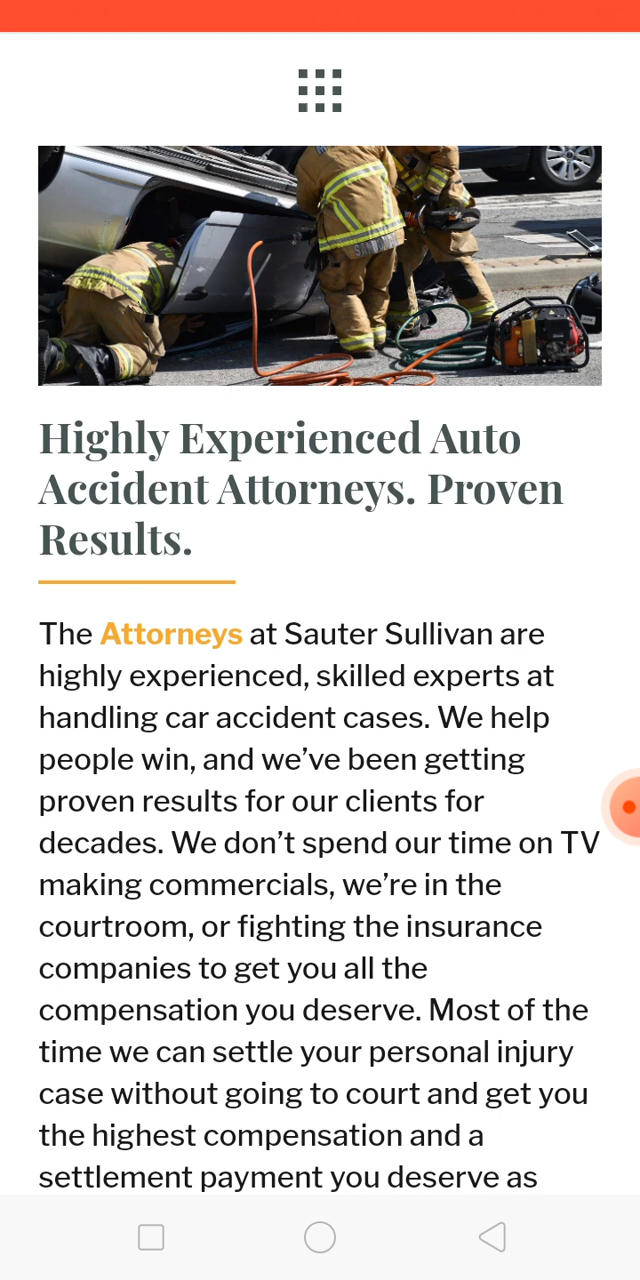 Highly Experienced Auto
Accident Attorneys. Proven
Results.
The Attorneys at Sauter Sullivan are
highly experienced, skilled experts at
handling car accident cases. We help
people win, and we’ve been getting
proven results for our clients for
decades. We don’t spend our time on TV
making commercials, we’re in the
courtroom, or fighting the insurance
companies to get you all the
compensation you deserve. Most of the
time we can settle your personal injury
case without going to court and get you
the highest compensation and a
settlement payment you deserve as